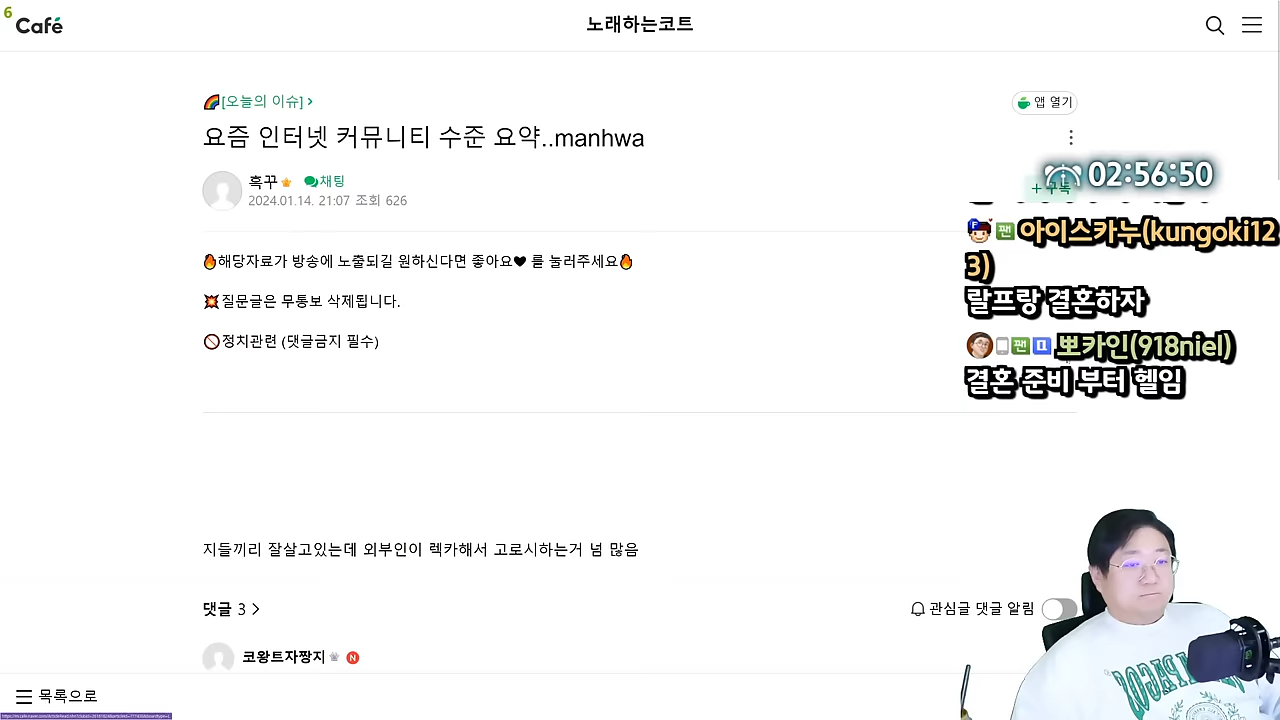 6
Café
노래하는코트
🌈[오늘의 이슈] >
앱 열기
요즘 인터넷 커뮤니티 수준 요약..manhwa
흑꾸 채팅
2024.01.14. 21:07 조회 626
+ 구독
02:56:50
🔥해당자료가 방송에 노출되길 원하신다면 좋아요♥ 를 눌러주세요🔥
💥질문글은 무통보 삭제됩니다.
🚫정치관련 (댓글금지 필수)
팬 아이스카누(kungoki12
3)
랄프랑 결혼하자
팬 뽀카인(918niel)
결혼 준비 부터 헬임
지들끼리 잘살고있는데 외부인이 렉카해서 고로시하는거 넘 많음
댓글 3 >
관심글 댓글 알림
코왕트자짱지 N
목록으로